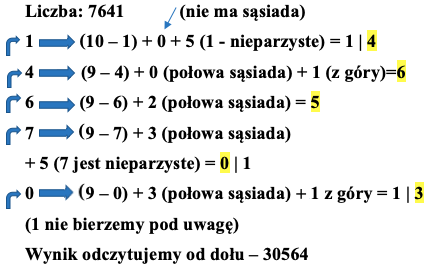 Liczba: 7641 (nie ma sąsiada)
1 (10 – 1) + 0 + 5 (1 - nieparzyste) = 1 | 4
4 (9 – 4) + 0 (połowa sąsiada) + 1 (z góry)=6
6 (9 – 6) + 2 (połowa sąsiada) = 5
7 (9 – 7) + 3 (połowa sąsiada)
+ 5 (7 jest nieparzyste) = 0 | 1
0 (9 – 0) + 3 (połowa sąsiada) + 1 z góry = 1 | 3
(1 nie bierzemy pod uwagę)
Wynik odczytujemy od dołu – 30564